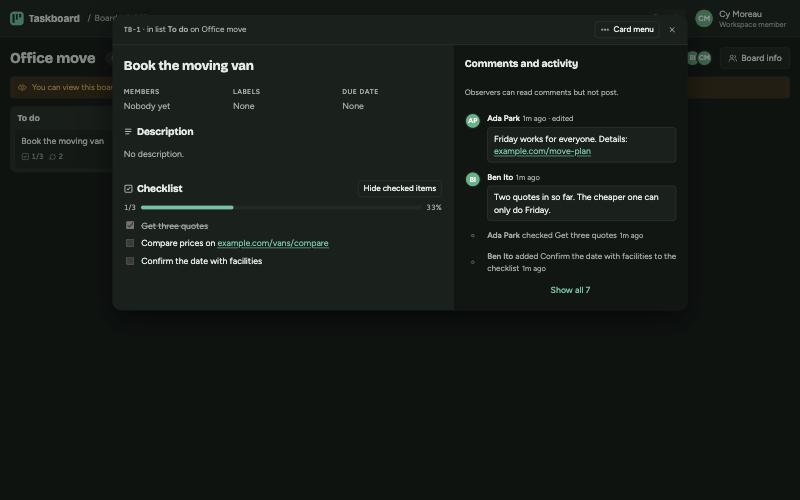 Taskboard / Board
Cy Moreau
Workspace member
Office move
BI CM
Board info
You can view this boar
To do
Book the moving van
1/3 2
TB-1 · in list To do on Office move
Card menu
Book the moving van
MEMBERS LABELS DUE DATE
Nobody yet None None
Description
No description.
Checklist
Hide checked items
1/3 33%
Get three quotes
Compare prices on example.com/vans/compare
Confirm the date with facilities
Comments and activity
Observers can read comments but not post.
AP Ada Park 1m ago · edited
Friday works for everyone. Details:
example.com/move-plan
BI Ben Ito 1m ago
Two quotes in so far. The cheaper one can
only do Friday.
Ada Park checked Get three quotes 1m ago
Ben Ito added Confirm the date with facilities to the
checklist 1m ago
Show all 7
CM